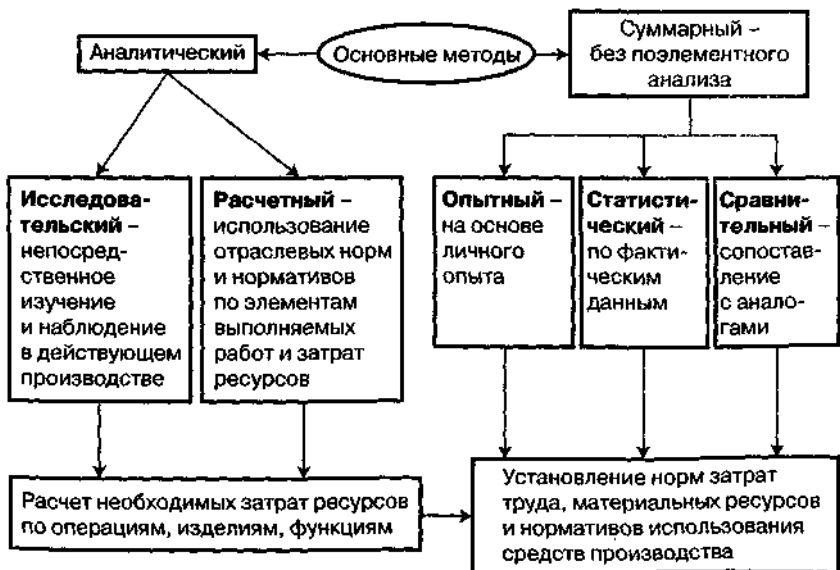 Аналитический
Основные методы
Суммарный –
без поэлементного
анализа
Исследова-
тельский –
непосред-
ственное
изучение
и наблюдение
в действующем
производстве
Расчетный –
использование
отраслевых норм
и нормативов
по элементам
выполняемых
работ и затрат
ресурсов
Опытный –
на основе
личного
опыта
Статисти-
ческий –
по факти-
ческим
данным
Сравни-
тельный –
сопостав-
ление
с анало-
гами
Расчет необходимых затрат ресурсов
по операциям, изделиям, функциям
Установление норм затрат
труда, материальных ресурсов
и нормативов использования
средств производства